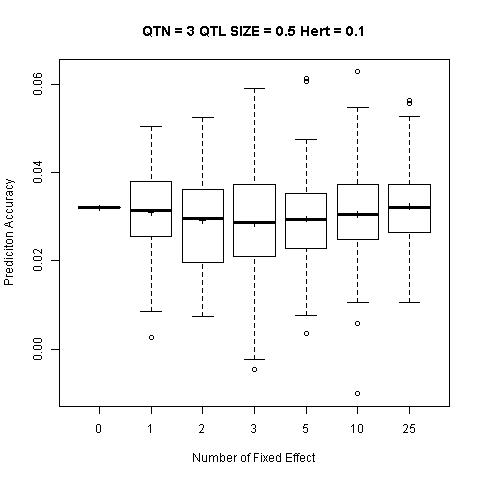 QTN = 3 QTL SIZE = 0.5 Hert = 0.1
Prediciton Accuracy
0.06
0.04
0.02
0.00
0 1 2 3 5 10 25
Number of Fixed Effect